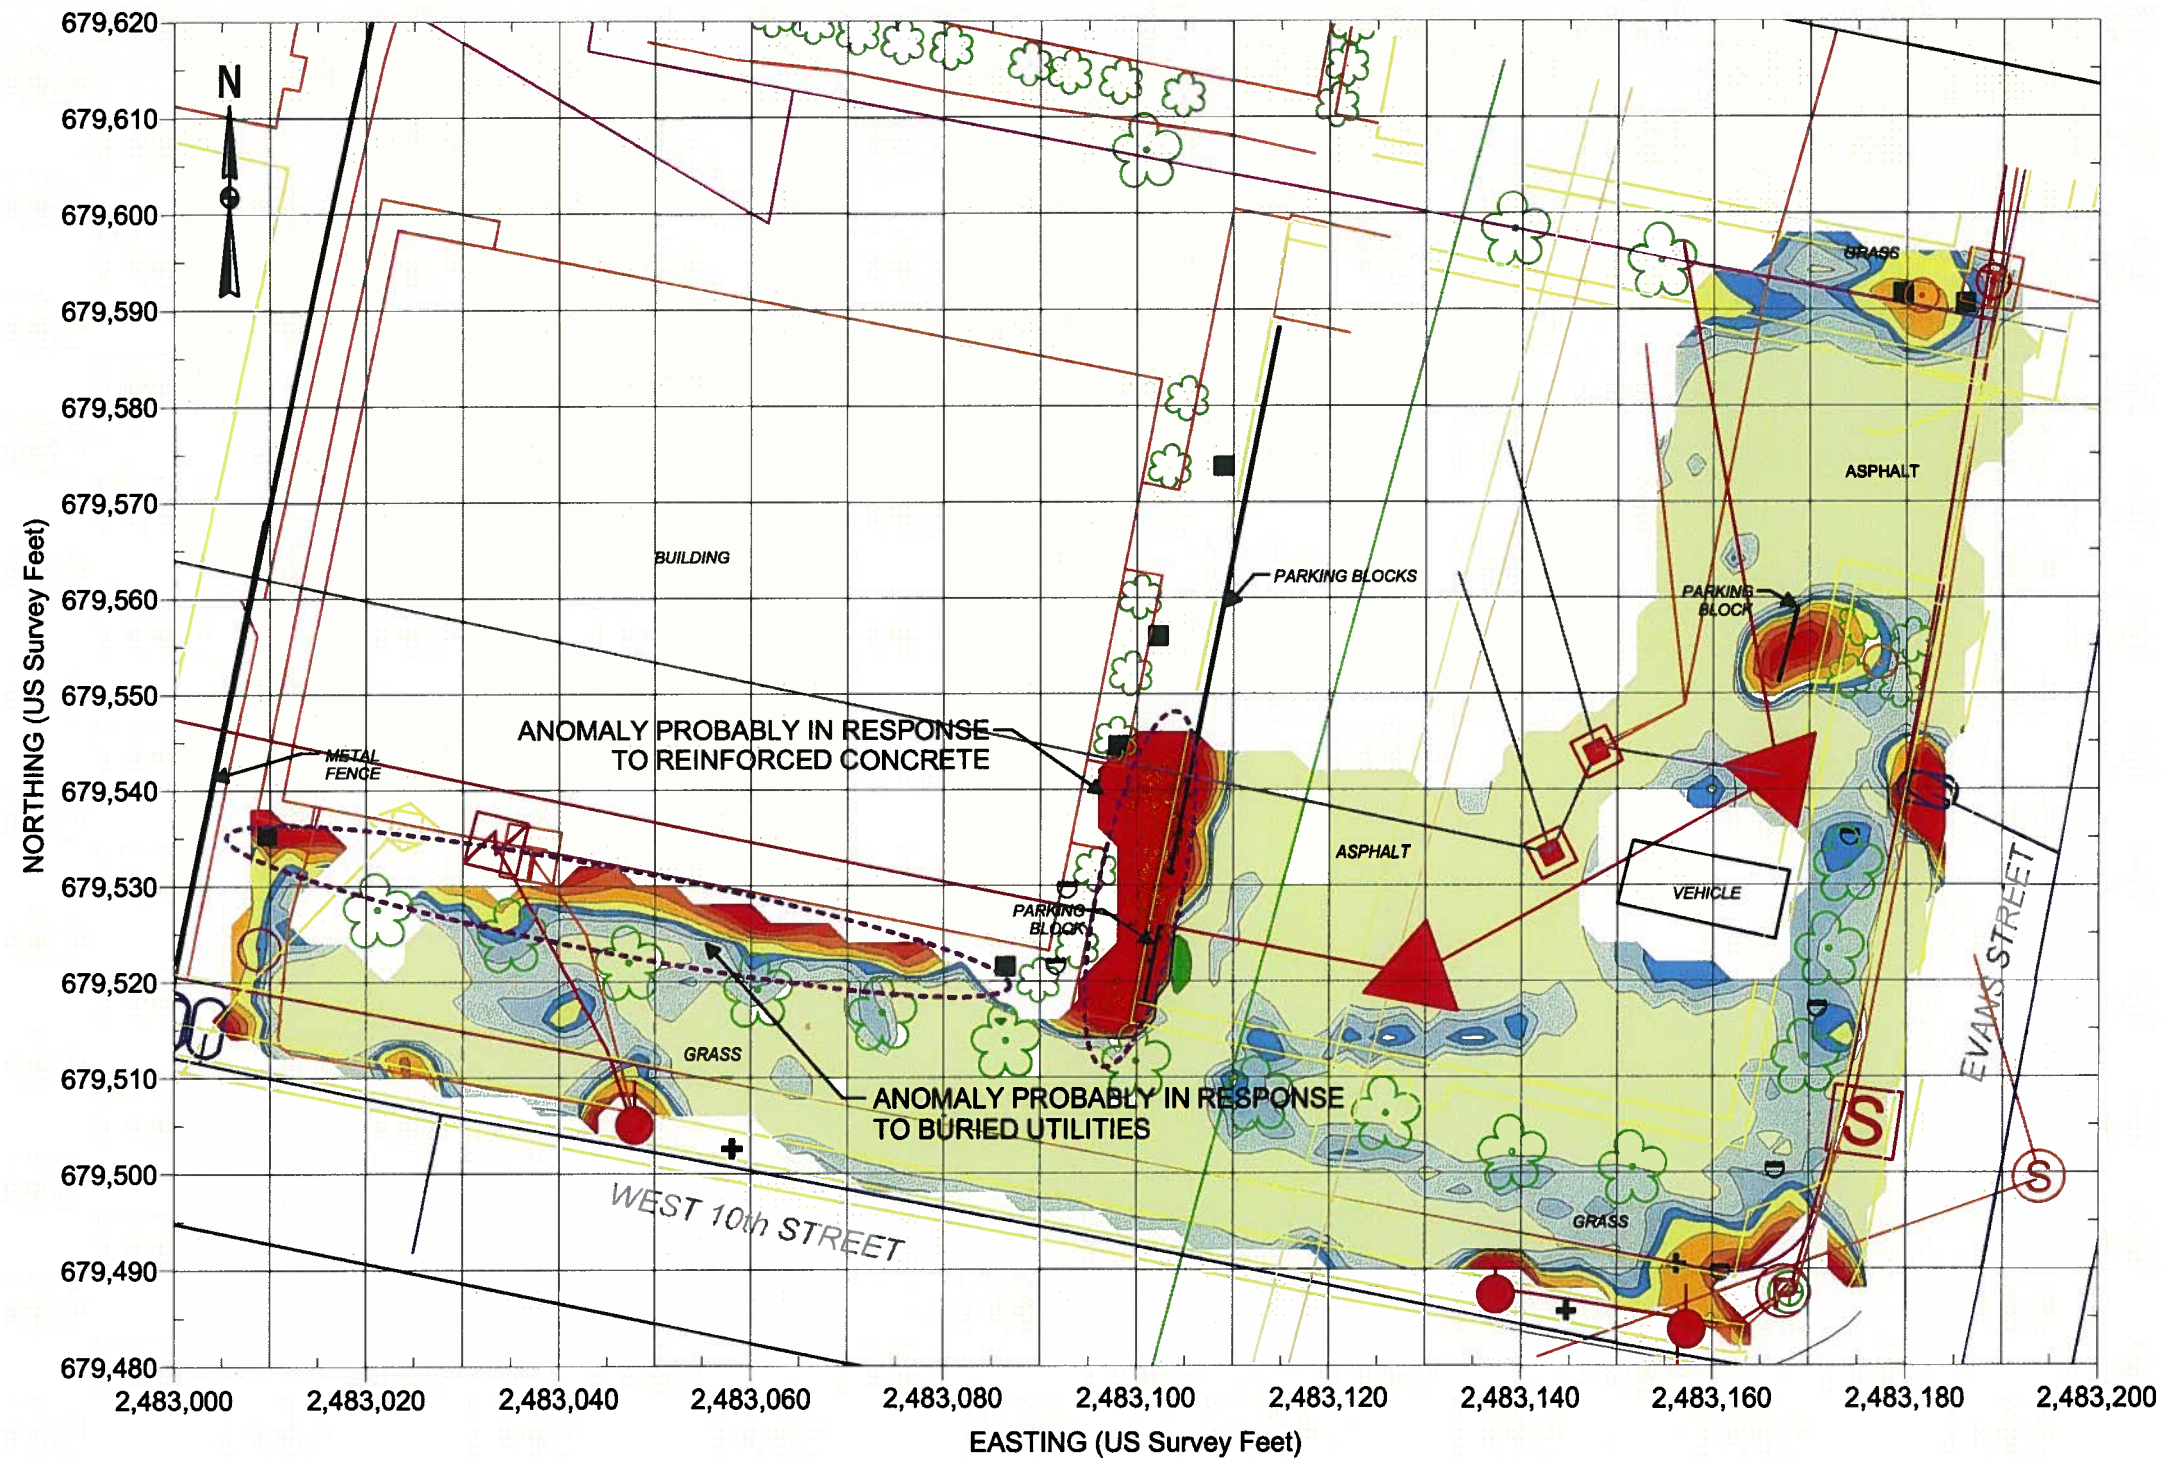 679,620
N
679,610
679,600
GRASS
679,590
679,580
ASPHALT
679,570
NORTHING (US Survey Feet)
BUILDING
PARKING BLOCKS
679,560
PARKING
BLOCK
679,550
ANOMALY PROBABLY IN RESPONSE
TO REINFORCED CONCRETE
METAL
FENCE
679,540
ASPHALT
679,530
VEHICLE
PARKING
BLOCK
EVANS STREET
679,520
GRASS
679,510
ANOMALY PROBABLY IN RESPONSE
TO BURIED UTILITIES
S
679,500
S
WEST 10th STREET
GRASS
679,490
679,480
2,483,000
2,483,020
2,483,040
2,483,060
2,483,080
2,483,100
2,483,120
2,483,140
2,483,160
2,483,180
2,483,200
EASTING (US Survey Feet)